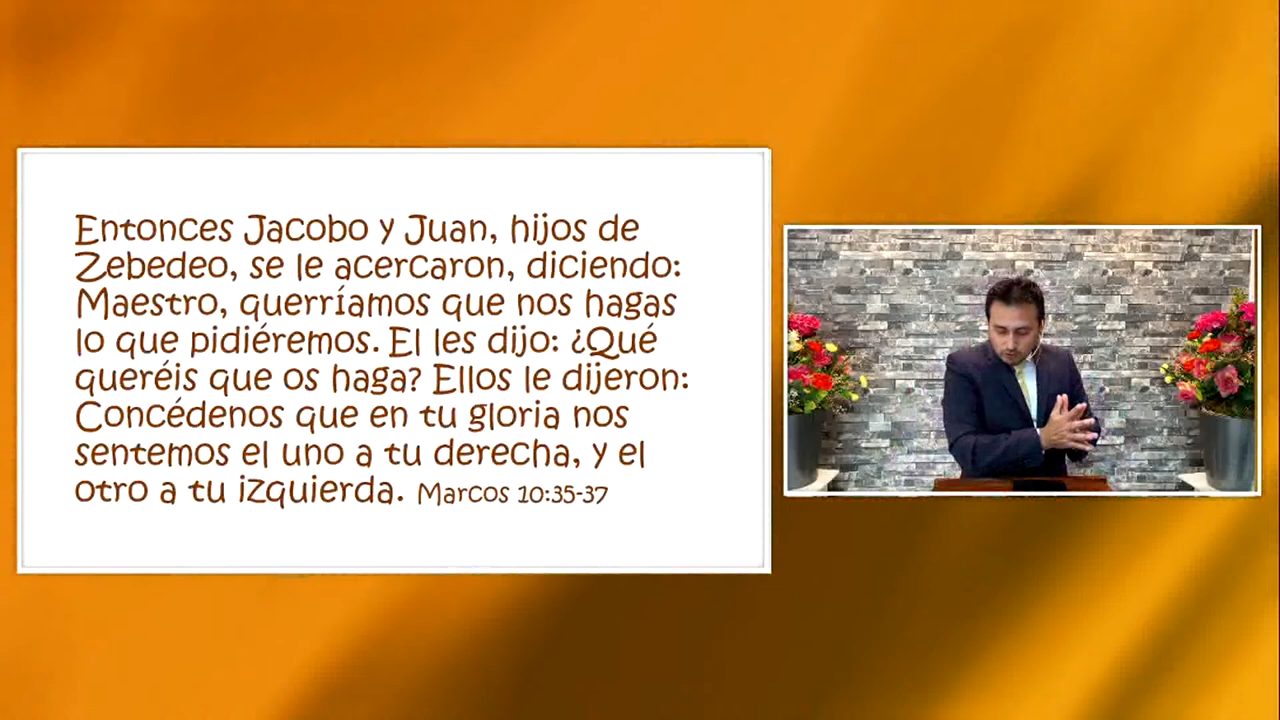 Entonces Jacobo y Juan, hijos de
Zebedeo, se le acercaron, diciendo:
Maestro, querríamos que nos hagas
lo que pidiéremos. El les dijo: ¿Qué
queréis que os haga? Ellos le dijeron:
Concédenos que en tu gloria nos
sentemos el uno a tu derecha, y el
otro a tu izquierda. Marcos 10:35-37